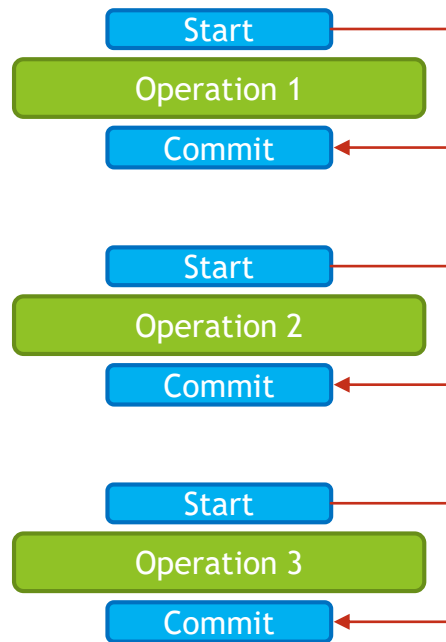 Start
Operation 1
Commit
Start
Operation 2
Commit
Start
Operation 3
Commit